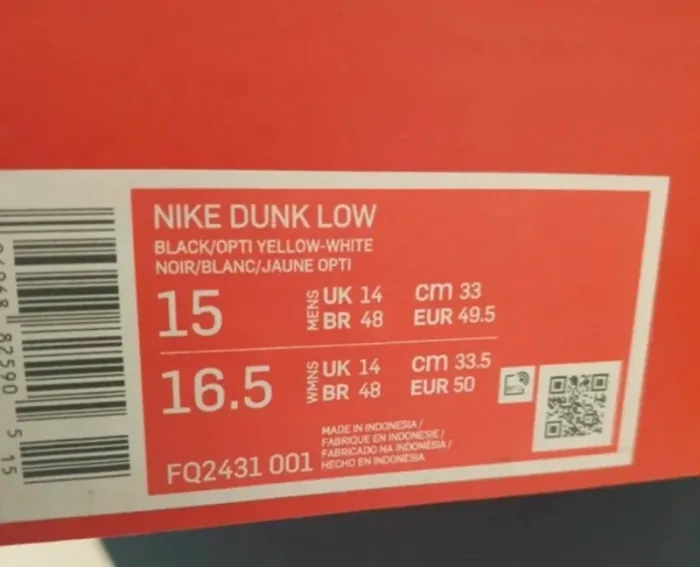 NIKE DUNK LOW
BLACK/OPTI YELLOW-WHITE
NOIR/BLANC/JAUNE OPTI
15 MENS UK 14 cm 33
BR 48 EUR 49.5
16.5 WMNS UK 14 cm 33.5
BR 48 EUR 50
MADE IN INDONESIA /
FABRIQUE EN INDONESIE /
FABRICADO NA INDONÉSIA /
HECHO EN INDONESIA
FQ2431 001
82590 5 15